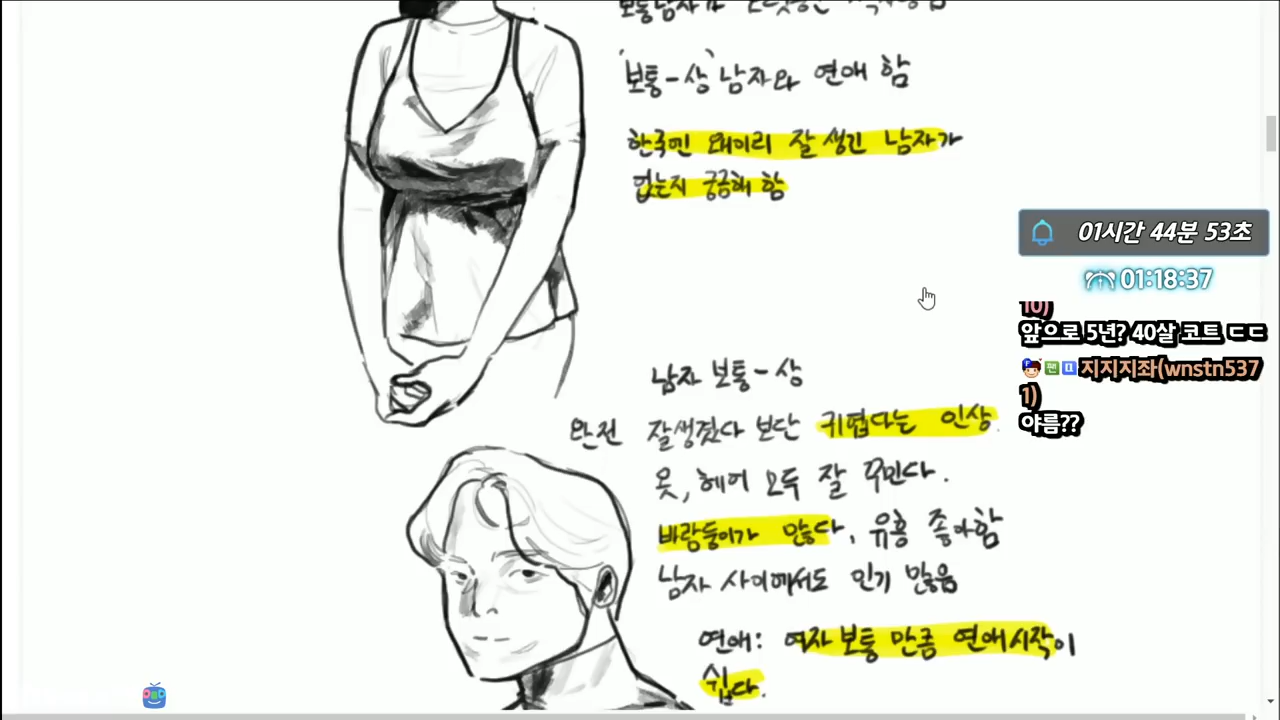 '보통-상' 남자와 연애 함
한국엔 왜이리 잘 생긴 남자가
없는지 궁금해 함
01시간 44분 53초
01:18:37
10)
앞으로 5년? 40살 코트 ㄷㄷ
지지지좌(wnstn537
1)
야름??
남자 보통-상
완전 잘생겼다 보단 귀엽다는 인상.
옷, 헤어 모두 잘 꾸민다.
바람둥이가 많다, 유흥 좋아함
남자 사이에서도 인기 많음
연애: 여자 보통 만큼 연애시작이
쉽다.